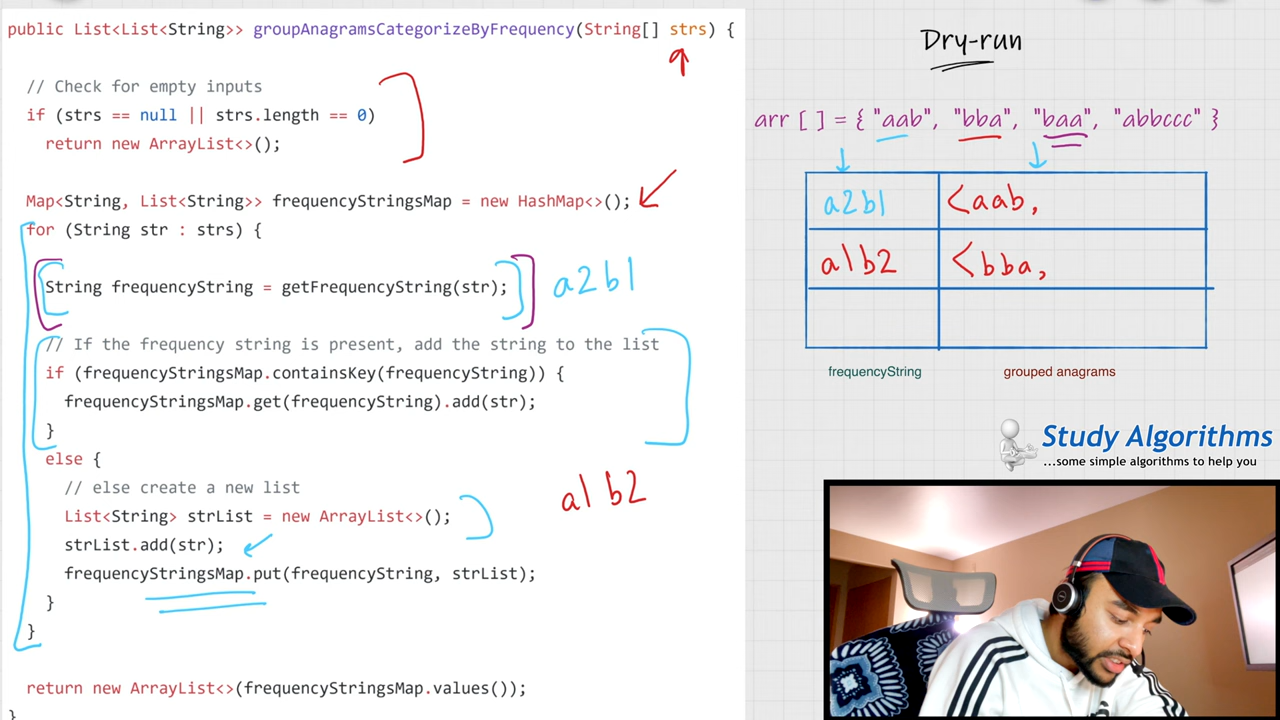 public List<List<String>> groupAnagramsCategorizeByFrequency(String[] strs) {
// Check for empty inputs
if (strs == null || strs.length == 0)
return new ArrayList<>();
Map<String, List<String>> frequencyStringsMap = new HashMap<>();
for (String str : strs) {
String frequencyString = getFrequencyString(str);
a2b1
// If the frequency string is present, add the string to the list
if (frequencyStringsMap.containsKey(frequencyString)) {
frequencyStringsMap.get(frequencyString).add(str);
}
else {
// else create a new list
List<String> strList = new ArrayList<>();
a1b2
strList.add(str);
frequencyStringsMap.put(frequencyString, strList);
}
}
return new ArrayList<>(frequencyStringsMap.values());
}
Dry-run
arr [ ] = { "aab", "bba", "baa", "abbccc" }
a2b1 <aab,
a1b2 <bba,
frequencyString grouped anagrams
Study Algorithms
...some simple algorithms to help you